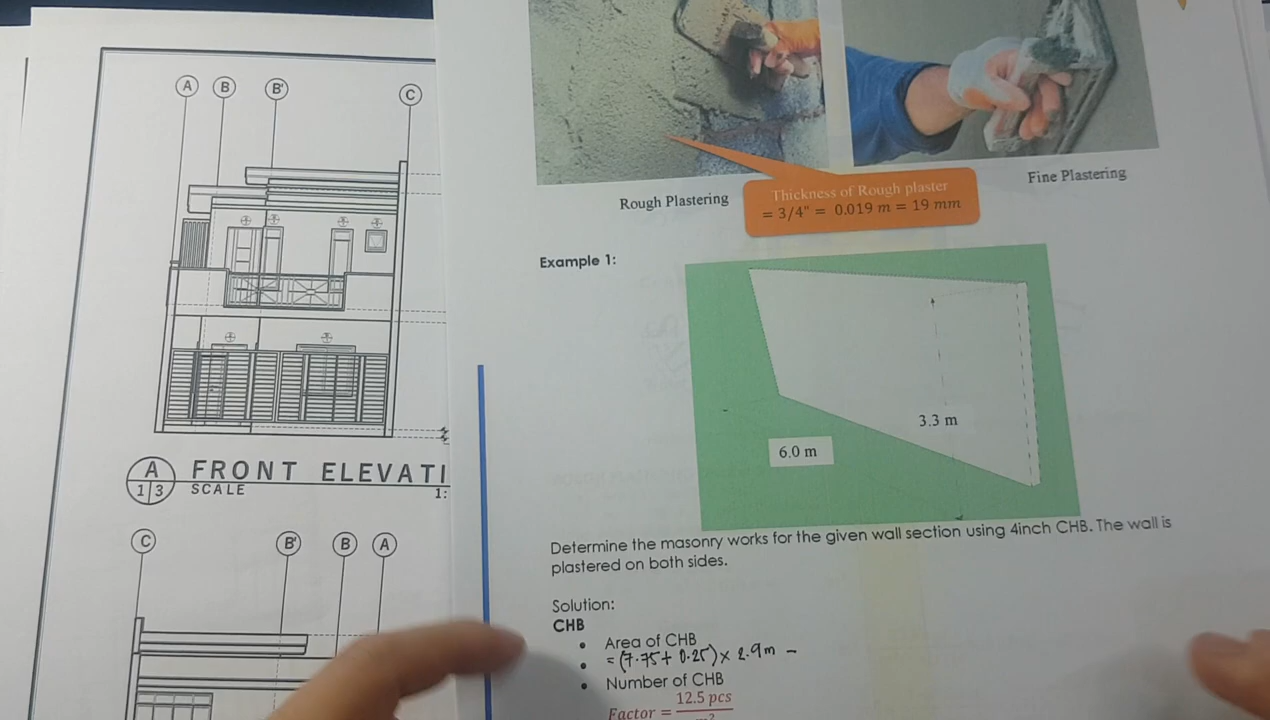 A B B' C
A
1 3
FRONT ELEVATI
SCALE 1:
C B' B A
Rough Plastering
Thickness of Rough plaster
= 3/4" = 0.019 m = 19 mm
Fine Plastering
Example 1:
3.3 m
6.0 m
Determine the masonry works for the given wall section using 4inch CHB. The wall is
plastered on both sides.
Solution:
CHB
• Area of CHB
• = (7.75 + 0.25) × 2.9m –
• Number of CHB
Factor = 12.5 pcs